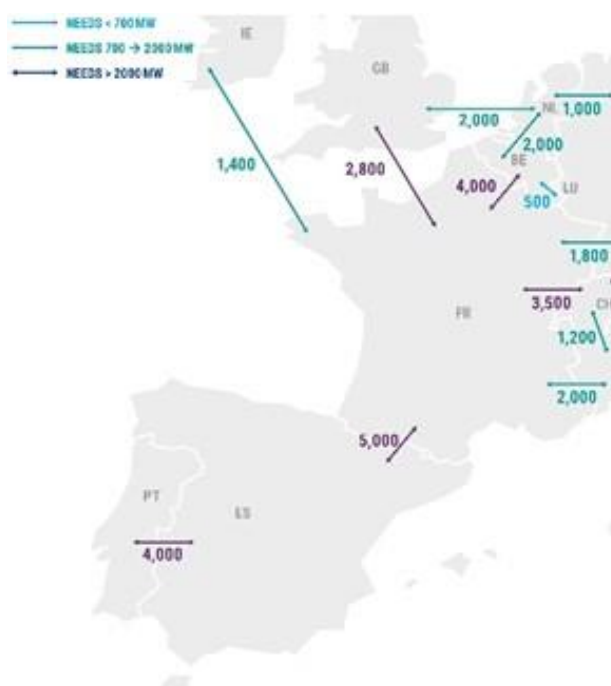 NEEDS < 700 MW
NEEDS 700 → 2000 MW
NEEDS > 2000 MW
IE
GB
NL
1,000
2,000
2,000
BE
1,400
2,800
4,000
500
LU
1,800
3,500
CH
FR
1,200
2,000
5,000
PT
ES
4,000